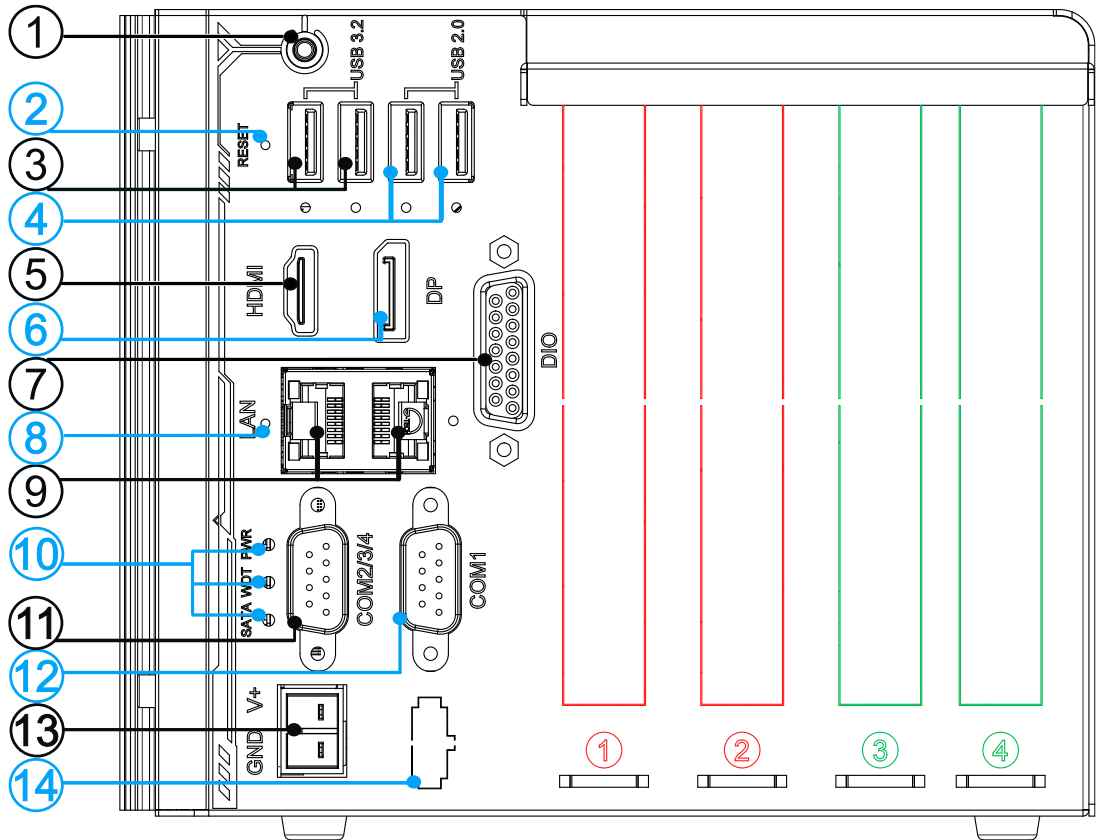 1
USB 3.2
USB 2.0
2
RESET
3
4
5
HDMI
DP
6
7
DIO
LAN
8
9
10
PWR
WDT
SATA
COM2/3/4
COM1
11
12
V+
GND
13
14
1
2
3
4